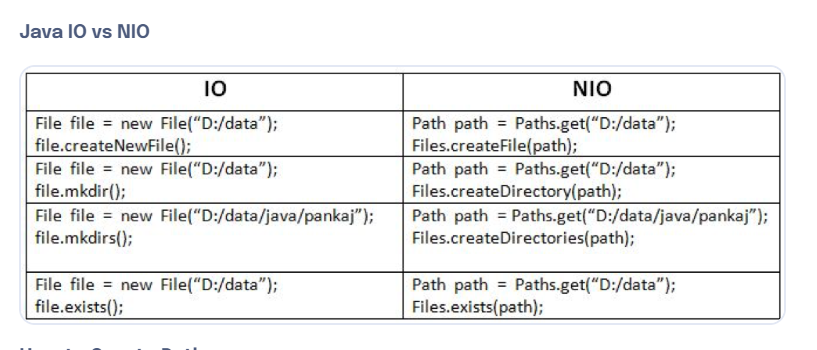 Java IO vs NIO
IO
NIO
File file = new File(“D:/data”);
file.createNewFile();
Path path = Paths.get(“D:/data”);
Files.createFile(path);
File file = new File(“D:/data”);
file.mkdir();
Path path = Paths.get(“D:/data”);
Files.createDirectory(path);
File file = new File(“D:/data/java/pankaj”);
file.mkdirs();
Path path = Paths.get(“D:/data/java/pankaj”);
Files.createDirectories(path);
File file = new File(“D:/data”);
file.exists();
Path path = Paths.get(“D:/data”);
Files.exists(path);